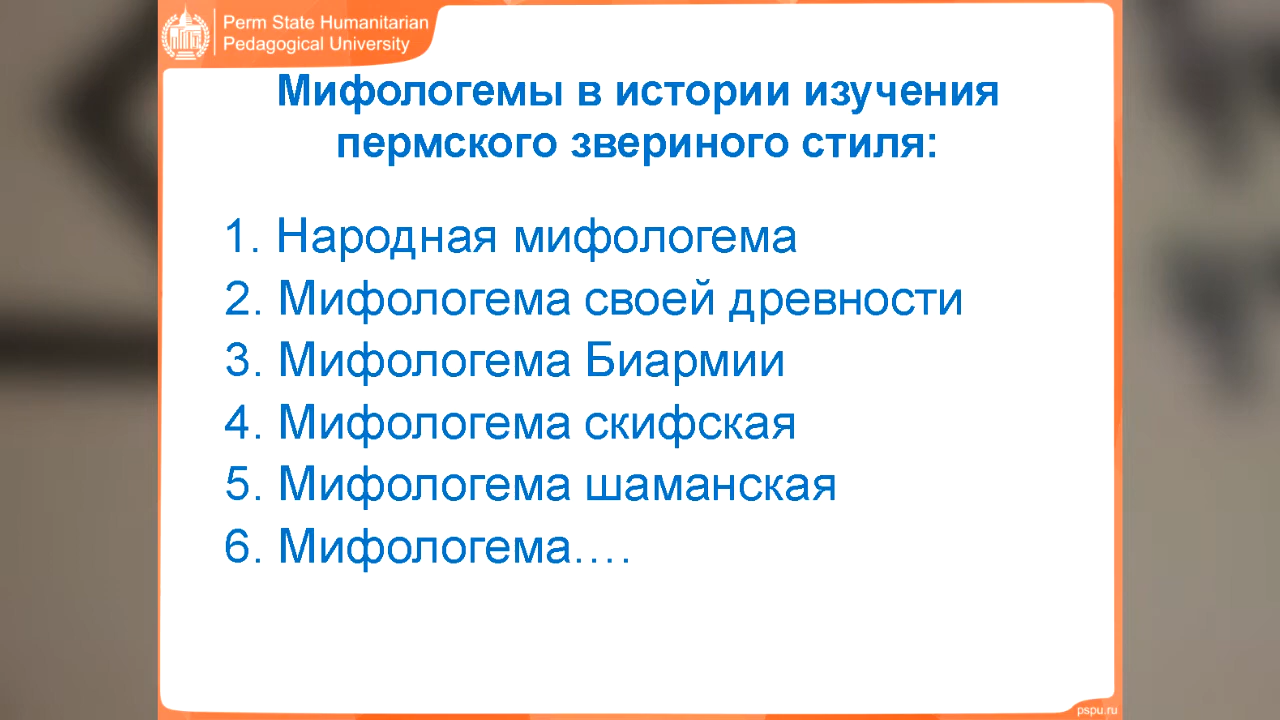 Perm State Humanitarian
Pedagogical University
Мифологемы в истории изучения
пермского звериного стиля:
1. Народная мифологема
2. Мифологема своей древности
3. Мифологема Биармии
4. Мифологема скифская
5. Мифологема шаманская
6. Мифологема….
pspu.ru